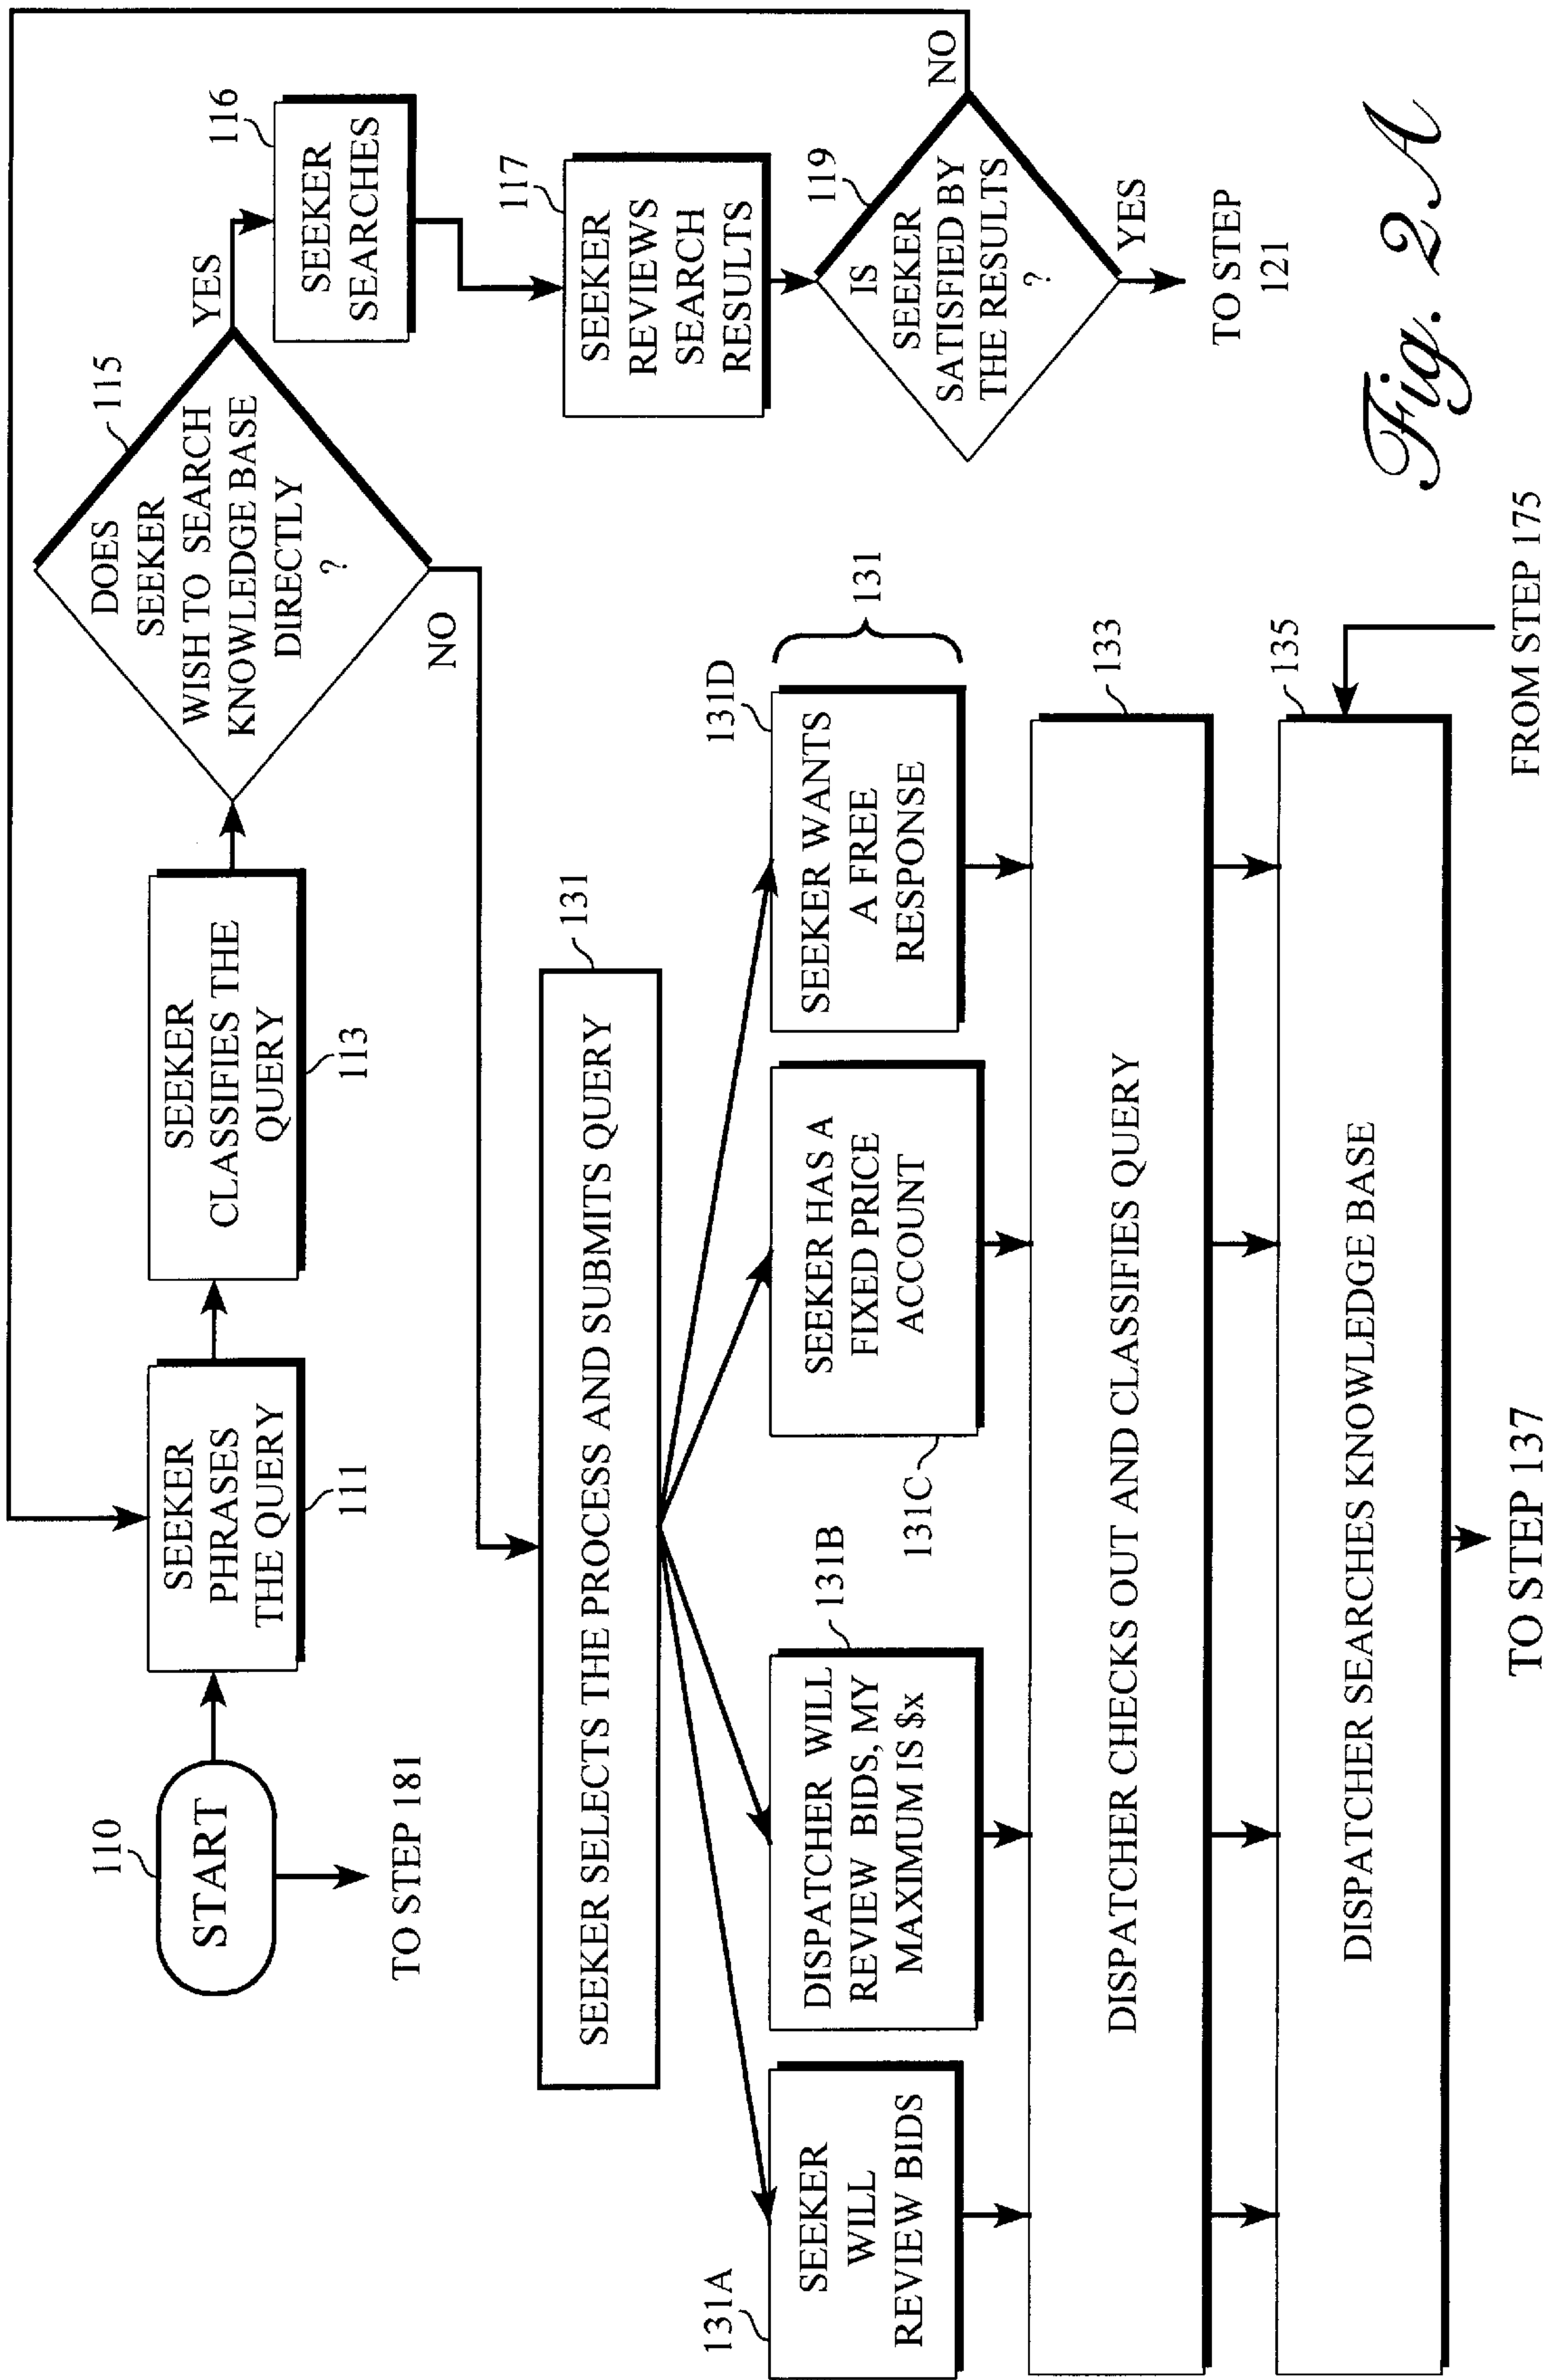 110
START
TO STEP 181
SEEKER
PHRASES
THE QUERY
111
SEEKER
CLASSIFIES THE
QUERY
113
DOES
SEEKER
WISH TO SEARCH
KNOWLEDGE BASE
DIRECTLY
?
115
YES
NO
116
SEEKER
SEARCHES
117
SEEKER
REVIEWS
SEARCH
RESULTS
119
IS
SEEKER
SATISFIED BY
THE RESULTS
?
NO
YES
TO STEP
121
131
SEEKER SELECTS THE PROCESS AND SUBMITS QUERY
131A
SEEKER
WILL
REVIEW BIDS
131B
DISPATCHER WILL
REVIEW BIDS, MY
MAXIMUM IS $x
131C
SEEKER HAS A
FIXED PRICE
ACCOUNT
131D
SEEKER WANTS
A FREE
RESPONSE
131
133
DISPATCHER CHECKS OUT AND CLASSIFIES QUERY
135
DISPATCHER SEARCHES KNOWLEDGE BASE
TO STEP 137
FROM STEP 175
Fig. 2A